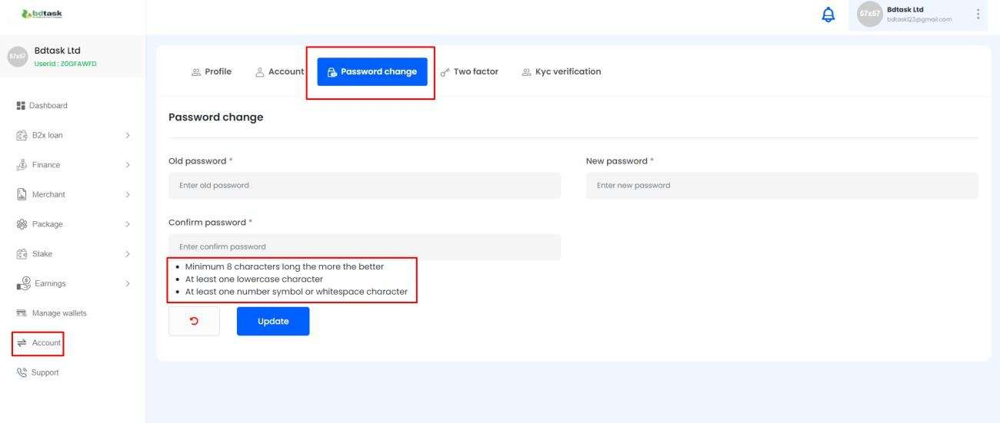 bdtask
57x57
Bdtask Ltd
bdtask123@gmail.com
57x57
Bdtask Ltd
Userid : Z0GFAWFD
Dashboard
B2x loan
Finance
Merchant
Package
Stake
Earnings
Manage wallets
Account
Support
Profile
Account
Password change
Two factor
Kyc verification
Password change
Old password *
New password *
Enter old password
Enter new password
Confirm password *
Enter confirm password
• Minimum 8 characters long the more the better
• At least one lowercase character
• At least one number symbol or whitespace character
Update